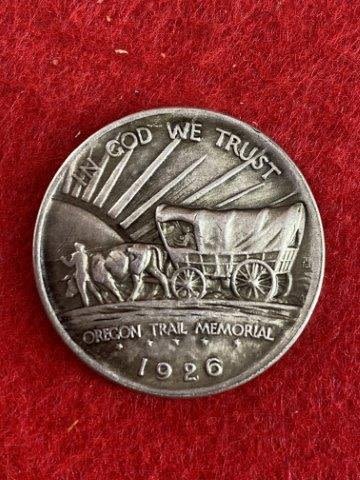 IN GOD WE TRUST
OREGON TRAIL MEMORIAL
1926